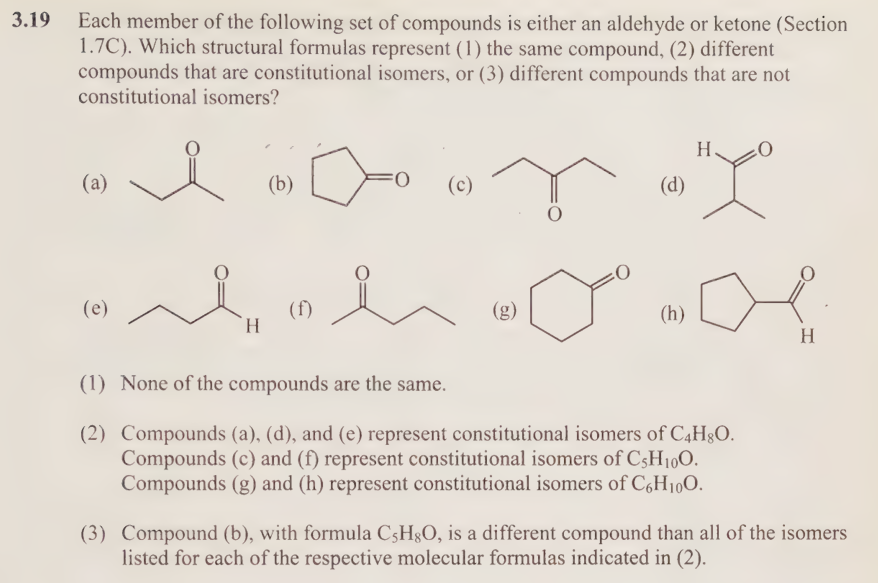 3.19 Each member of the following set of compounds is either an aldehyde or ketone (Section
1.7C). Which structural formulas represent (1) the same compound, (2) different
compounds that are constitutional isomers, or (3) different compounds that are not
constitutional isomers?
O
H O
(a) (b) O (c) (d)
O
O O O O
(e) (f) (g) (h)
H H
(1) None of the compounds are the same.
(2) Compounds (a), (d), and (e) represent constitutional isomers of C₄H₈O.
Compounds (c) and (f) represent constitutional isomers of C₅H₁₀O.
Compounds (g) and (h) represent constitutional isomers of C₆H₁₀O.
(3) Compound (b), with formula C₅H₈O, is a different compound than all of the isomers
listed for each of the respective molecular formulas indicated in (2).